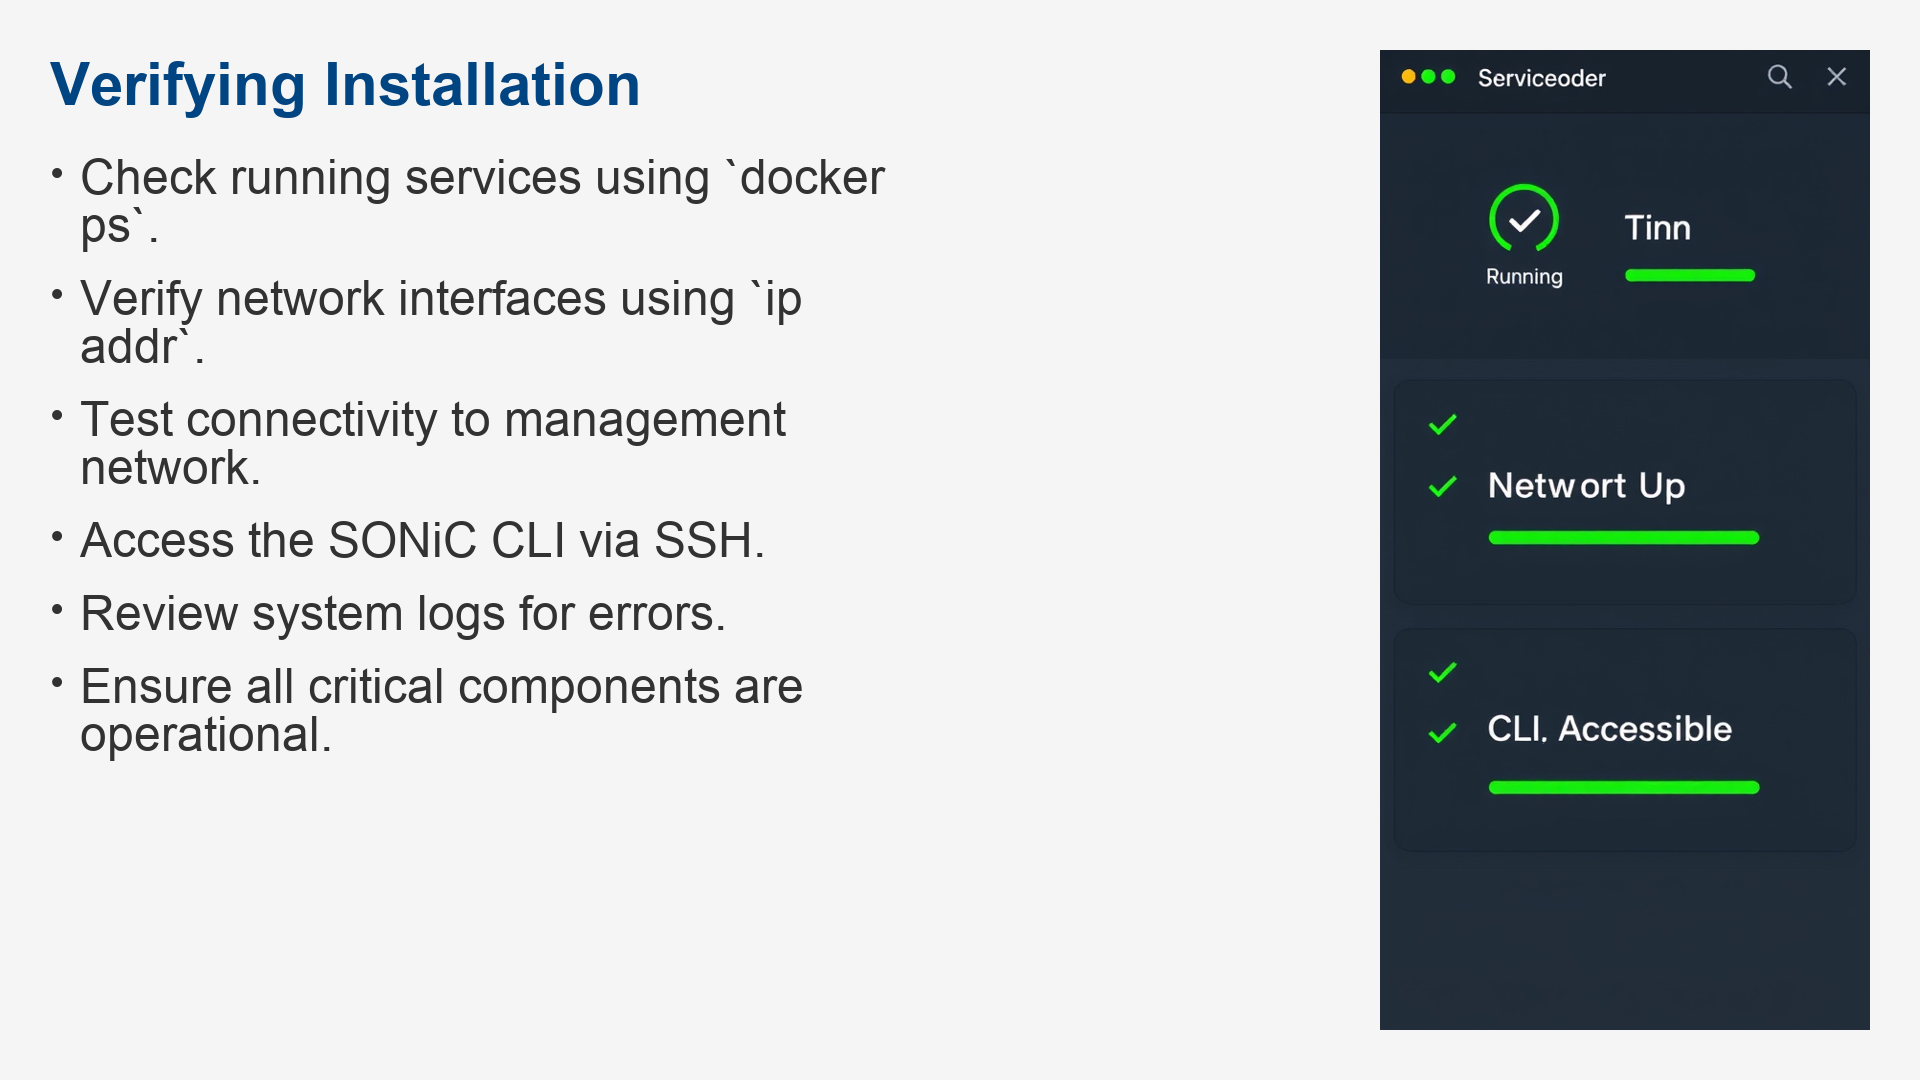 Verifying Installation
• Check running services using `docker
ps`.
• Verify network interfaces using `ip
addr`.
• Test connectivity to management
network.
• Access the SONiC CLI via SSH.
• Review system logs for errors.
• Ensure all critical components are
operational.
Serviceoder
Running
Tinn
Networt Up
CLI. Accessible